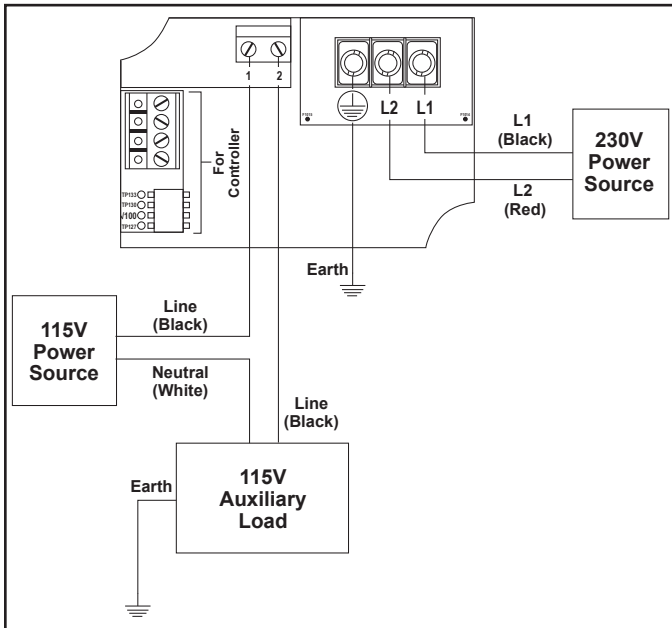 1 2
L2 L1
For
Controller
TP133
TP130
V100
TP127
L1
(Black)
230V
Power
Source
L2
(Red)
Earth
115V
Power
Source
Line
(Black)
Neutral
(White)
Line
(Black)
Earth
115V
Auxiliary
Load